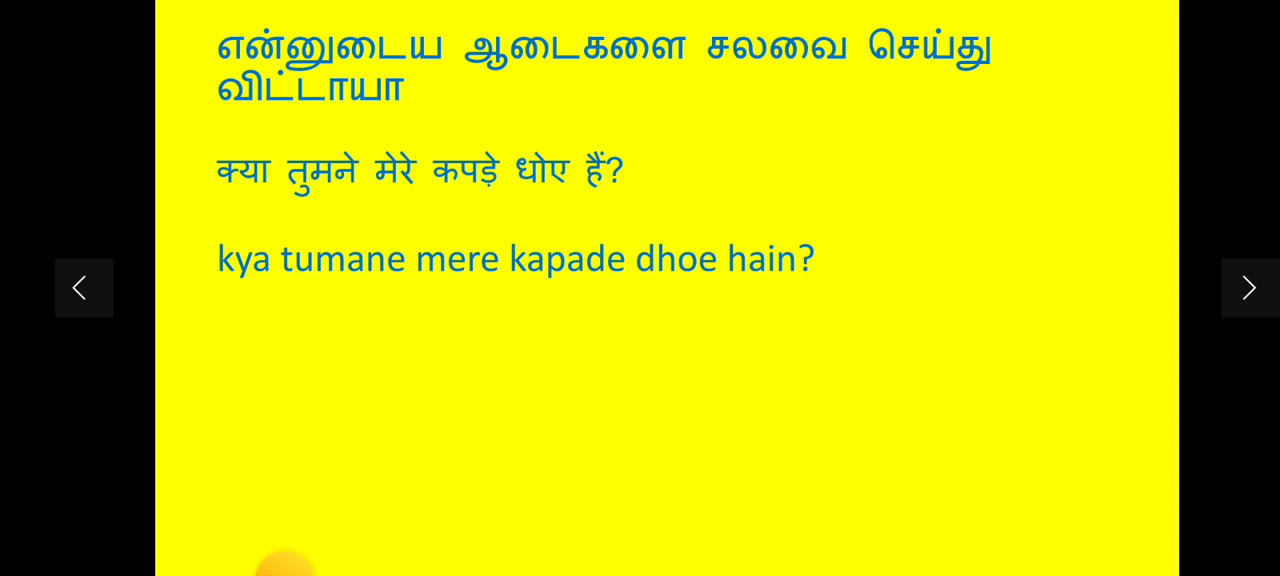 என்னுடைய ஆடைகளை சலவை செய்து
விட்டாயா
क्या तुमने मेरे कपड़े धोए हैं?
kya tumane mere kapade dhoe hain?